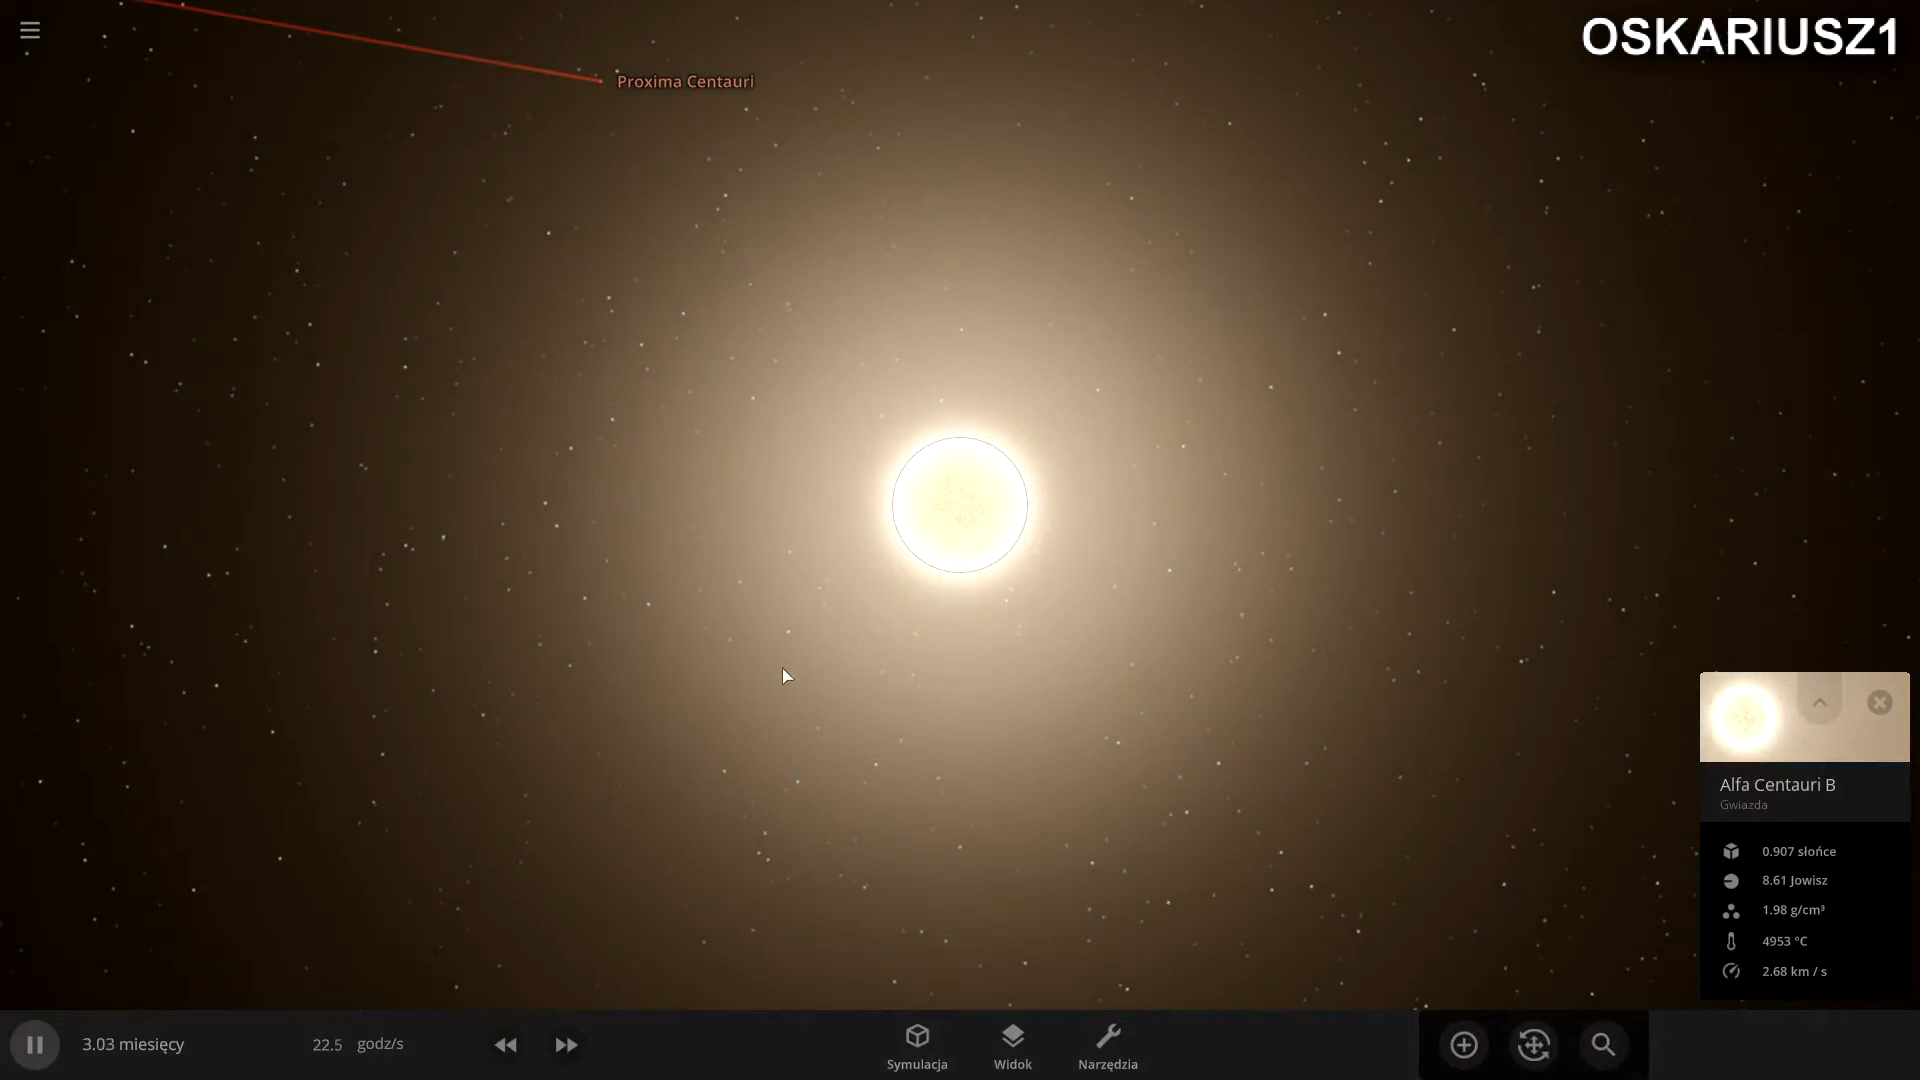 OSKARIUSZ1
Proxima Centauri
Alfa Centauri B
Gwiazda
0.907 słońce
8.61 Jowisz
1.98 g/cm³
4953 °C
2.68 km / s
3.03 miesięcy
22.5 godz/s
Symulacja
Widok
Narzędzia